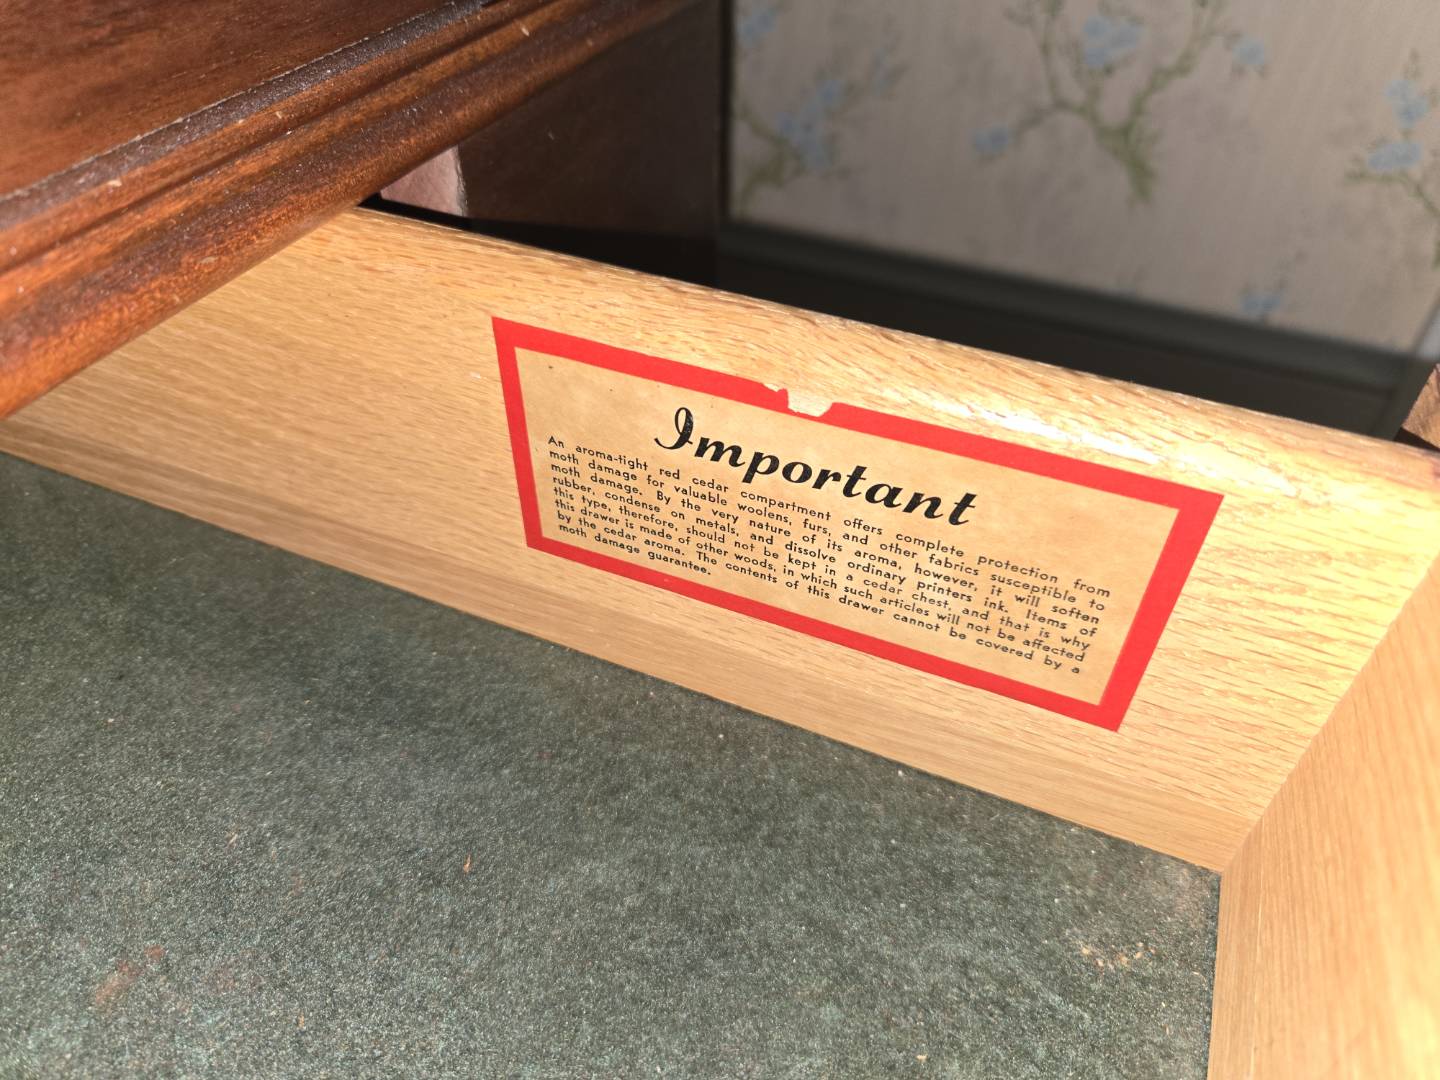 Important
An aroma-tight red cedar compartment offers complete protection from
moth damage for valuable woolens, furs, and other fabrics susceptible to
moth damage. By the very nature of its aroma, however, it will soften
rubber, condense on metals, and dissolve ordinary printers ink. Items of
this type, therefore, should not be kept in a cedar chest, and that is why
this drawer is made of other woods, in which such articles will not be affected
by the cedar aroma. The contents of this drawer cannot be covered by a
moth damage guarantee.